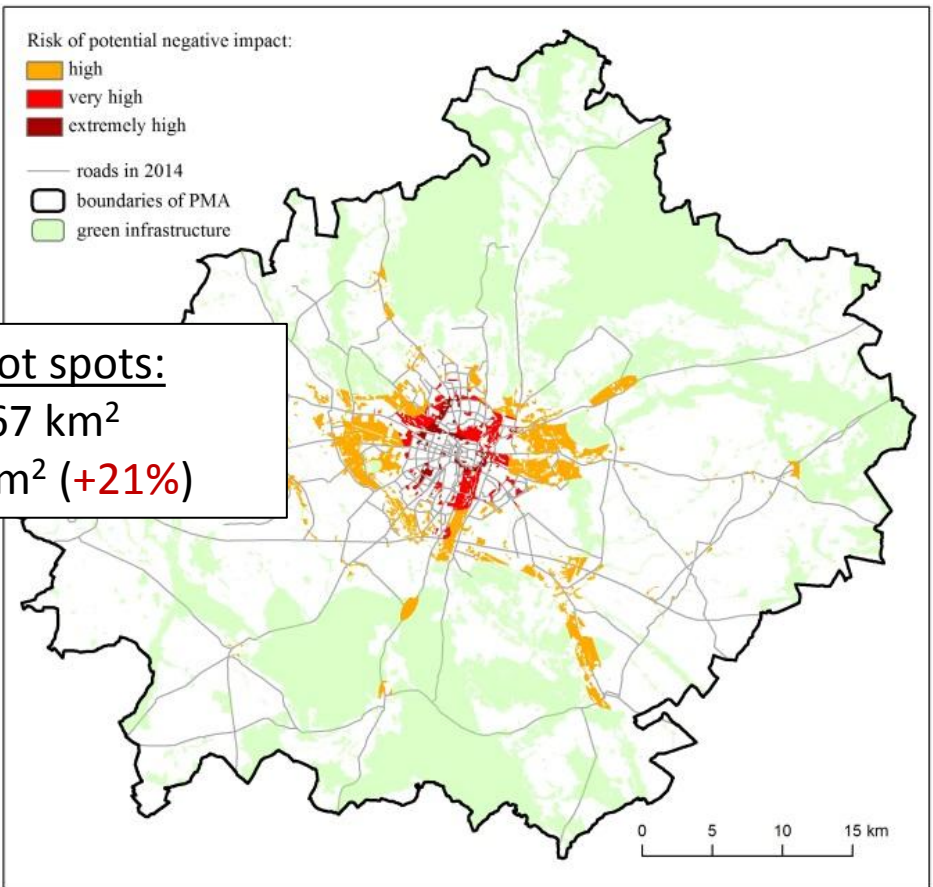 Risk of potential negative impact:
high
very high
extremely high
roads in 2014
boundaries of PMA
green infrastructure
ot spots:
67 km²
m² (+21%)
0 5 10 15 km